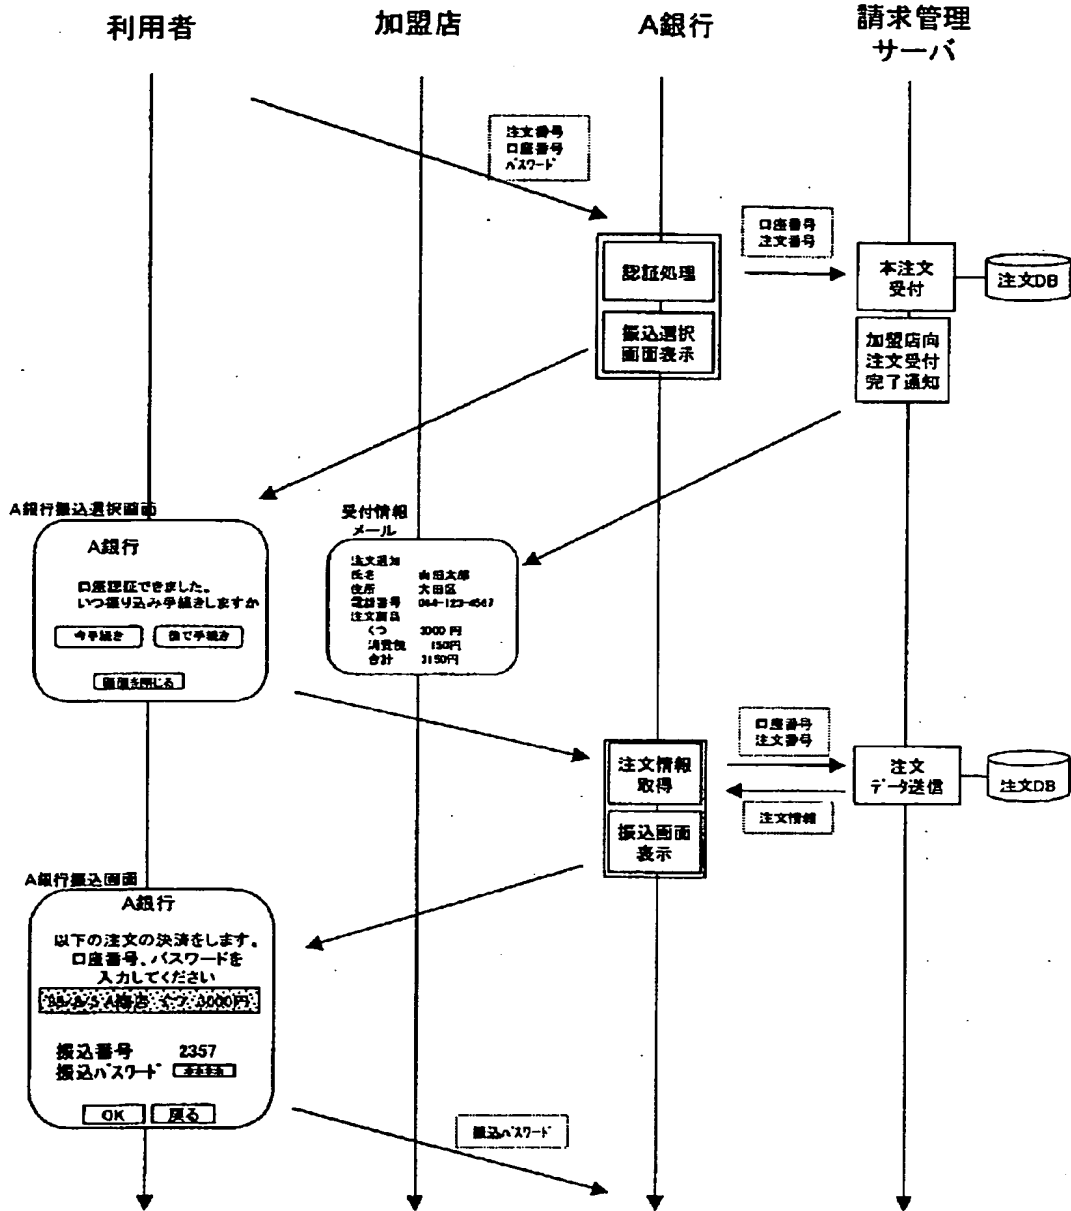 利用者
加盟店
A銀行
請求管理
サーバ
注文番号
口座番号
パスワード
口座番号
注文番号
認証処理
本注文
受付
注文DB
振込選択
画面表示
加盟店向
注文受付
完了通知
A銀行振込選択画面
A銀行
口座認証できました。
いつ振り込み手続きしますか
今手続き
後で手続き
画面を閉じる
受付情報
メール
注文通知
氏名 山田太郎
住所 大田区
電話番号 044-123-4567
注文商品
くつ 3000円
消費税 150円
合計 3150円
口座番号
注文番号
注文情報
取得
注文
データ送信
注文DB
注文情報
振込画面
表示
A銀行振込画面
A銀行
以下の注文の決済をします。
口座番号、パスワードを
入力してください
A商店 くつ 3000円
振込番号 2357
振込パスワード ****
OK
戻る
振込パスワード